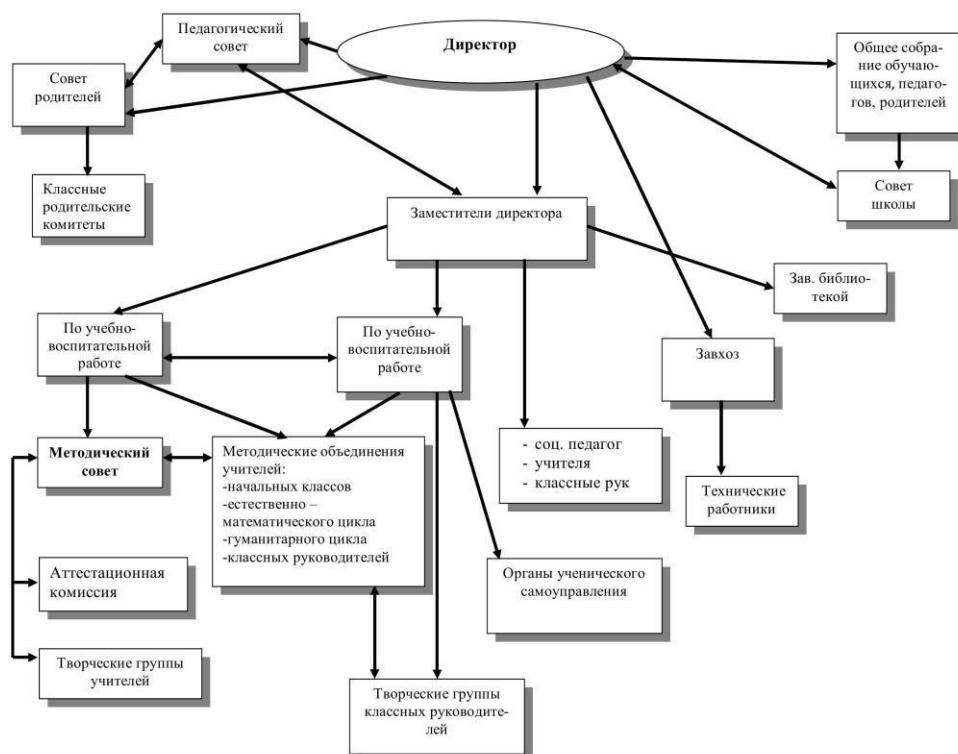 Директор
Педагогический
совет
Общее собра-
ние обучаю-
щихся, педаго-
гов, родителей
Совет
родителей
Классные
родительские
комитеты
Совет
школы
Заместители директора
Зав. библио-
текой
По учебно-
воспитательной
работе
По учебно-
воспитательной
работе
Завхоз
Методический
совет
Методические объединения
учителей:
-начальных классов
-естественно –
математического цикла
-гуманитарного цикла
-классных руководителей
- соц. педагог
- учителя
- классные рук
Технические
работники
Аттестационная
комиссия
Органы ученического
самоуправления
Творческие группы
учителей
Творческие группы
классных руководите-
лей